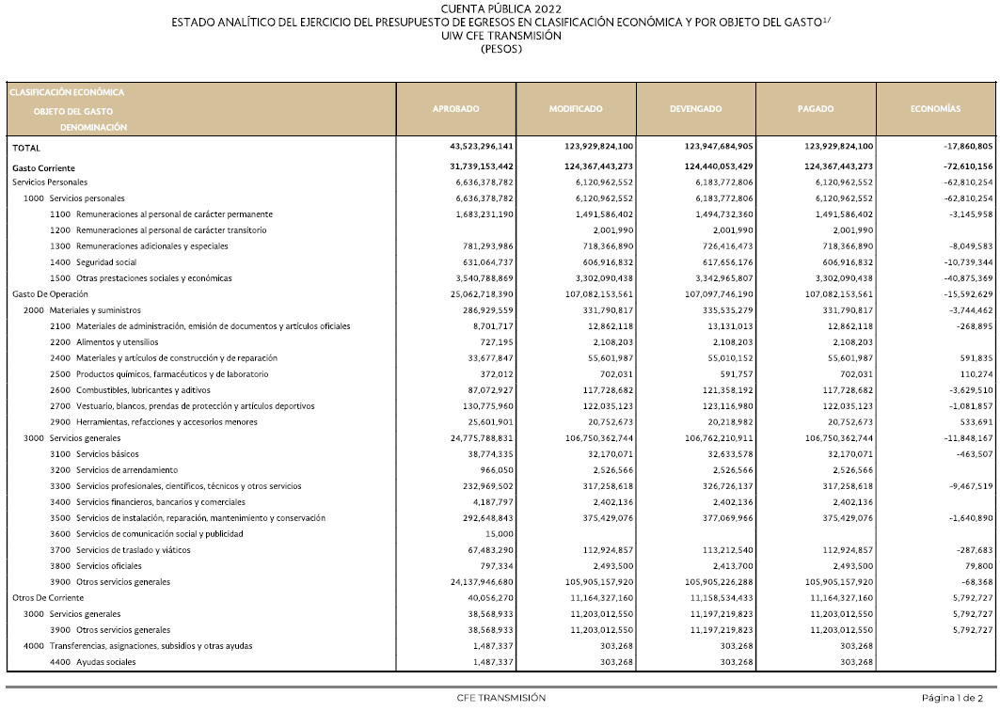 CUENTA PÚBLICA 2022
ESTADO ANALÍTICO DEL EJERCICIO DEL PRESUPUESTO DE EGRESOS EN CLASIFICACIÓN ECONÓMICA Y POR OBJETO DEL GASTO1/
UIW CFE TRANSMISIÓN
(PESOS)
CLASIFICACIÓN ECONÓMICA
OBJETO DEL GASTO
DENOMINACIÓN
APROBADO MODIFICADO DEVENGADO PAGADO ECONOMÍAS
TOTAL 43,523,296,141 123,929,824,100 123,947,684,905 123,929,824,100 -17,860,805
Gasto Corriente 31,739,153,442 124,367,443,273 124,440,053,429 124,367,443,273 -72,610,156
Servicios Personales 6,636,378,782 6,120,962,552 6,183,772,806 6,120,962,552 -62,810,254
1000 Servicios personales 6,636,378,782 6,120,962,552 6,183,772,806 6,120,962,552 -62,810,254
1100 Remuneraciones al personal de carácter permanente 1,683,231,190 1,491,586,402 1,494,732,360 1,491,586,402 -3,145,958
1200 Remuneraciones al personal de carácter transitorio 2,001,990 2,001,990 2,001,990
1300 Remuneraciones adicionales y especiales 781,293,986 718,366,890 726,416,473 718,366,890 -8,049,583
1400 Seguridad social 631,064,737 606,916,832 617,656,176 606,916,832 -10,739,344
1500 Otras prestaciones sociales y económicas 3,540,788,869 3,302,090,438 3,342,965,807 3,302,090,438 -40,875,369
Gasto De Operación 25,062,718,390 107,082,153,561 107,097,746,190 107,082,153,561 -15,592,629
2000 Materiales y suministros 286,929,559 331,790,817 335,535,279 331,790,817 -3,744,462
2100 Materiales de administración, emisión de documentos y artículos oficiales 8,701,717 12,862,118 13,131,013 12,862,118 -268,895
2200 Alimentos y utensilios 727,195 2,108,203 2,108,203 2,108,203
2400 Materiales y artículos de construcción y de reparación 33,677,847 55,601,987 55,010,152 55,601,987 591,835
2500 Productos químicos, farmacéuticos y de laboratorio 372,012 702,031 591,757 702,031 110,274
2600 Combustibles, lubricantes y aditivos 87,072,927 117,728,682 121,358,192 117,728,682 -3,629,510
2700 Vestuario, blancos, prendas de protección y artículos deportivos 130,775,960 122,035,123 123,116,980 122,035,123 -1,081,857
2900 Herramientas, refacciones y accesorios menores 25,601,901 20,752,673 20,218,982 20,752,673 533,691
3000 Servicios generales 24,775,788,831 106,750,362,744 106,762,210,911 106,750,362,744 -11,848,167
3100 Servicios básicos 38,774,335 32,170,071 32,633,578 32,170,071 -463,507
3200 Servicios de arrendamiento 966,050 2,526,566 2,526,566 2,526,566
3300 Servicios profesionales, científicos, técnicos y otros servicios 232,969,502 317,258,618 326,726,137 317,258,618 -9,467,519
3400 Servicios financieros, bancarios y comerciales 4,187,797 2,402,136 2,402,136 2,402,136
3500 Servicios de instalación, reparación, mantenimiento y conservación 292,648,843 375,429,076 377,069,966 375,429,076 -1,640,890
3600 Servicios de comunicación social y publicidad 15,000
3700 Servicios de traslado y viáticos 67,483,290 112,924,857 113,212,540 112,924,857 -287,683
3800 Servicios oficiales 797,334 2,493,500 2,413,700 2,493,500 79,800
3900 Otros servicios generales 24,137,946,680 105,905,157,920 105,905,226,288 105,905,157,920 -68,368
Otros De Corriente 40,056,270 11,164,327,160 11,158,534,433 11,164,327,160 5,792,727
3000 Servicios generales 38,568,933 11,203,012,550 11,197,219,823 11,203,012,550 5,792,727
3900 Otros servicios generales 38,568,933 11,203,012,550 11,197,219,823 11,203,012,550 5,792,727
4000 Transferencias, asignaciones, subsidios y otras ayudas 1,487,337 303,268 303,268 303,268
4400 Ayudas sociales 1,487,337 303,268 303,268 303,268
CFE TRANSMISIÓN Página 1 de 2